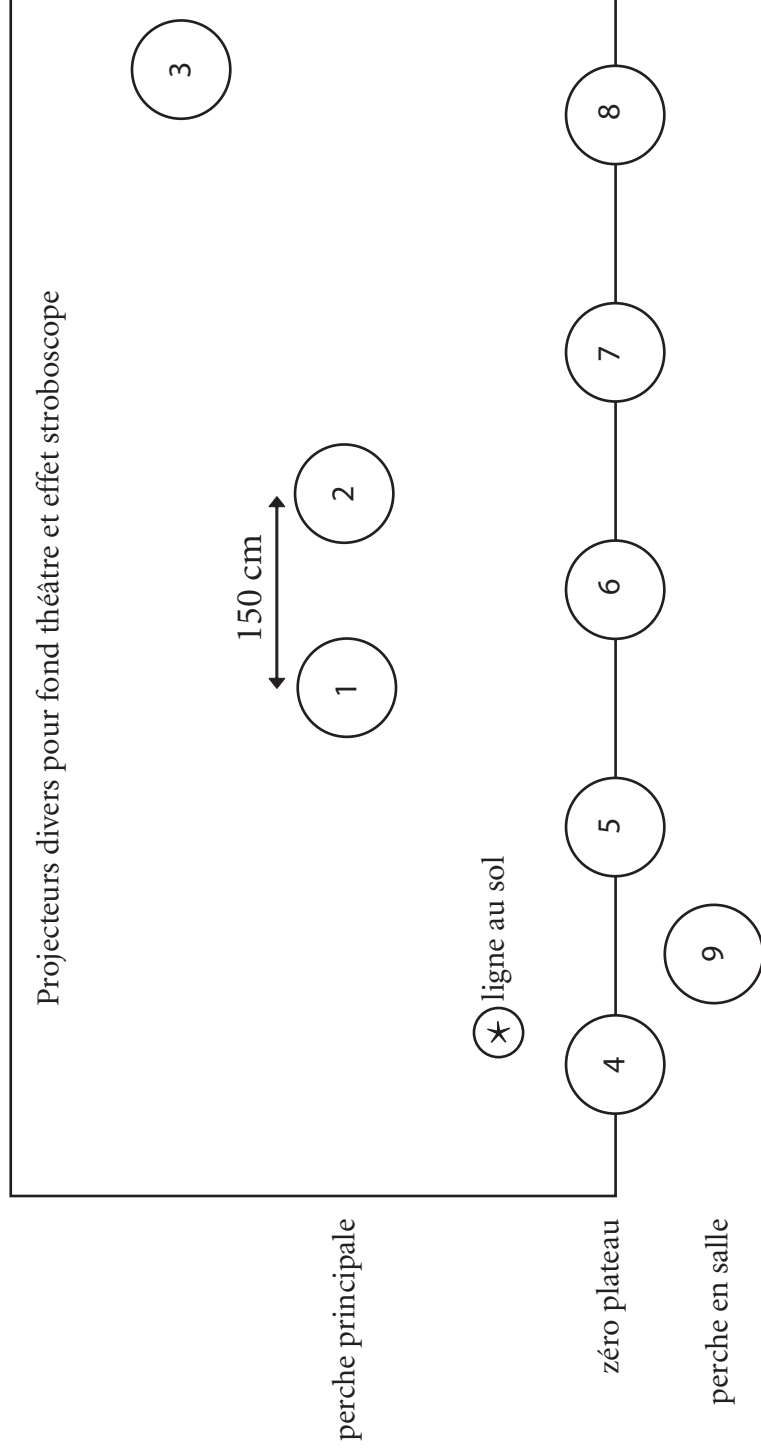 Projecteurs divers pour fond théâtre et effet stroboscope
3
150 cm
perche principale
1
2
ligne au sol
zéro plateau
4
5
6
7
8
perche en salle
9